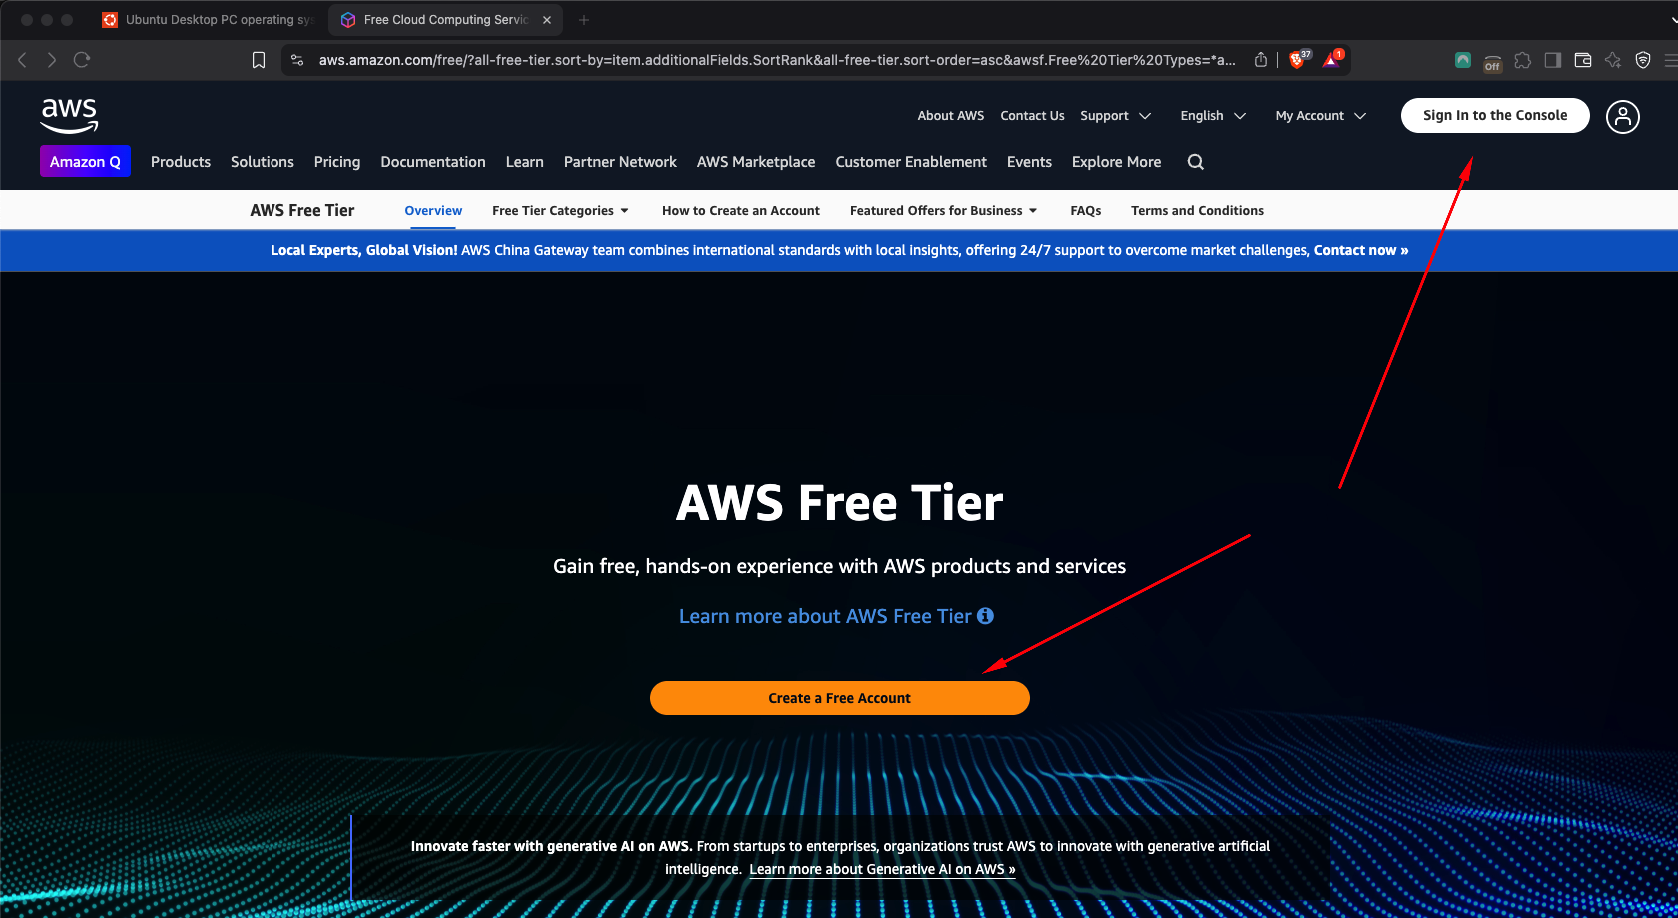 Ubuntu Desktop PC operating sys
Free Cloud Computing Servic
aws.amazon.com/free/?all-free-tier.sort-by=item.additionalFields.SortRank&all-free-tier.sort-order=asc&awsf.Free%20Tier%20Types=*a...
37
1
Off
aws
About AWS Contact Us Support English My Account Sign In to the Console
Amazon Q Products Solutions Pricing Documentation Learn Partner Network AWS Marketplace Customer Enablement Events Explore More
AWS Free Tier Overview Free Tier Categories How to Create an Account Featured Offers for Business FAQs Terms and Conditions
Local Experts, Global Vision! AWS China Gateway team combines international standards with local insights, offering 24/7 support to overcome market challenges, Contact now »
AWS Free Tier
Gain free, hands-on experience with AWS products and services
Learn more about AWS Free Tier
Create a Free Account
Innovate faster with generative AI on AWS. From startups to enterprises, organizations trust AWS to innovate with generative artificial
intelligence. Learn more about Generative AI on AWS »